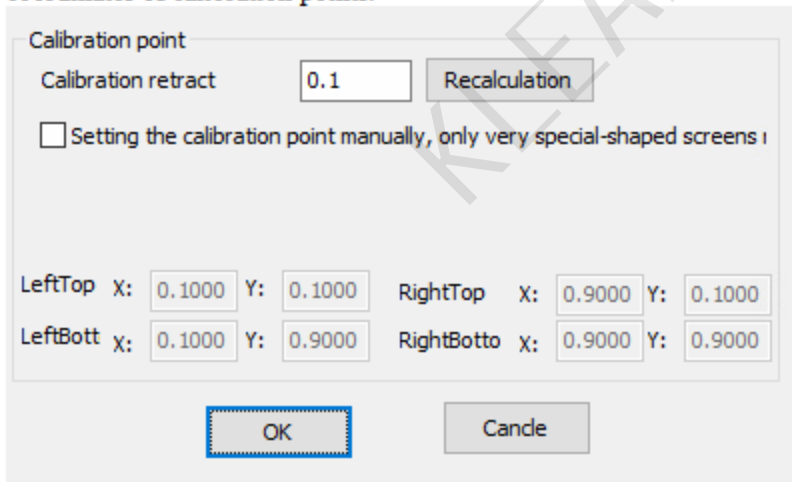 Calibration point
Calibration retract 0.1 Recalculation
Setting the calibration point manually, only very special-shaped screens
LeftTop X: 0.1000 Y: 0.1000 RightTop X: 0.9000 Y: 0.1000
LeftBott X: 0.1000 Y: 0.9000 RightBotto X: 0.9000 Y: 0.9000
OK Cancle